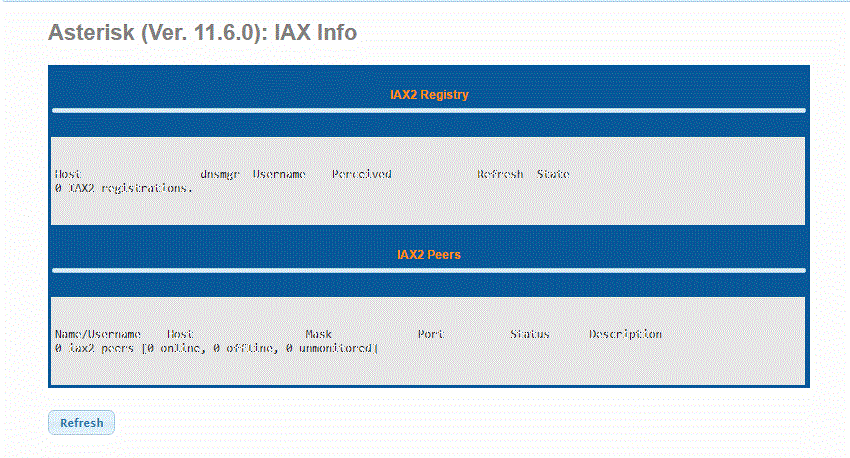 Asterisk (Ver. 11.6.0): IAX Info
IAX2 Registry
Host dnsmgr Username Perceived Refresh State
0 IAX2 registrations.
IAX2 Peers
Name/Username Host Mask Port Status Description
0 iax2 peers [0 online, 0 offline, 0 unmonitored]
Refresh